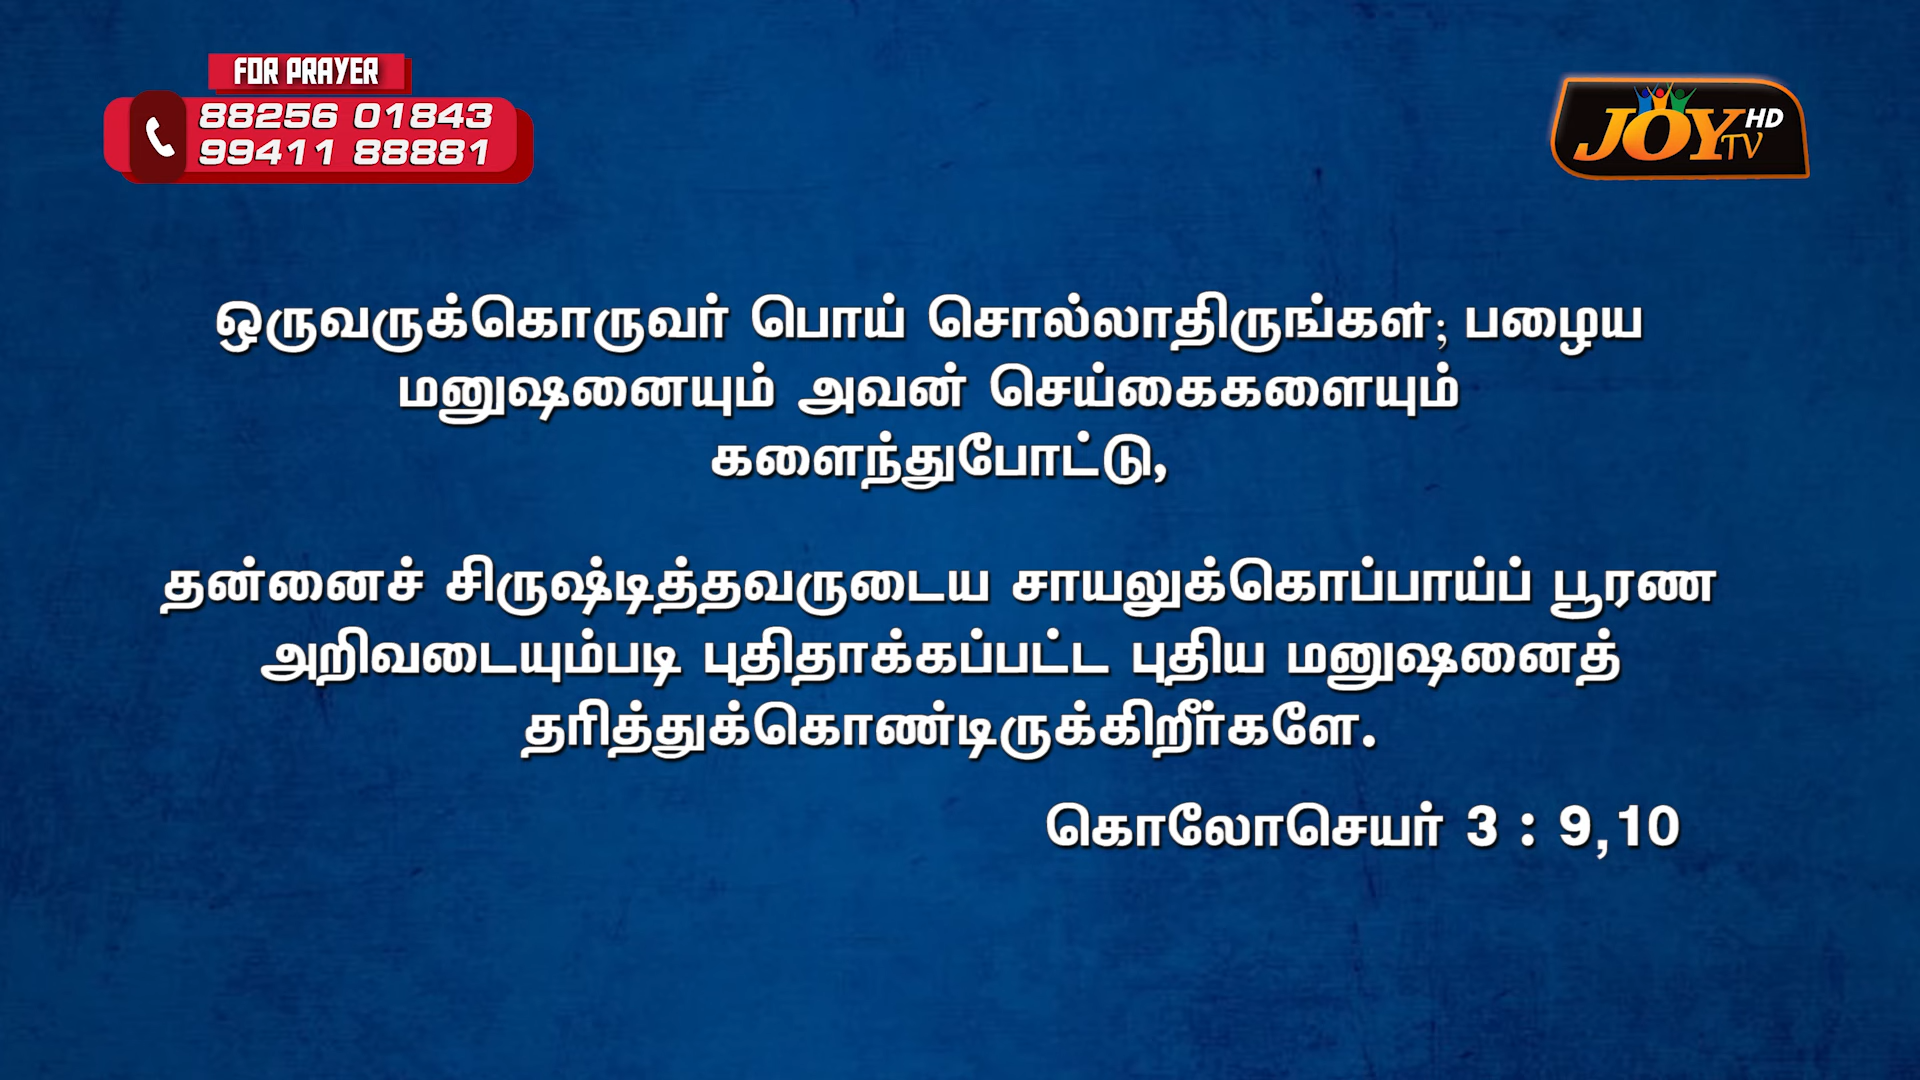 FOR PRAYER
88256 01843
99411 88881
JOY TV HD
ஒருவருக்கொருவர் பொய் சொல்லாதிருங்கள்; பழைய
மனுஷனையும் அவன் செய்கைகளையும்
களைந்துபோட்டு,
தன்னைச் சிருஷ்டித்தவருடைய சாயலுக்கொப்பாய்ப் பூரண
அறிவடையும்படி புதிதாக்கப்பட்ட புதிய மனுஷனைத்
தரித்துக்கொண்டிருக்கிறீர்களே.
கொலோசெயர் 3 : 9,10